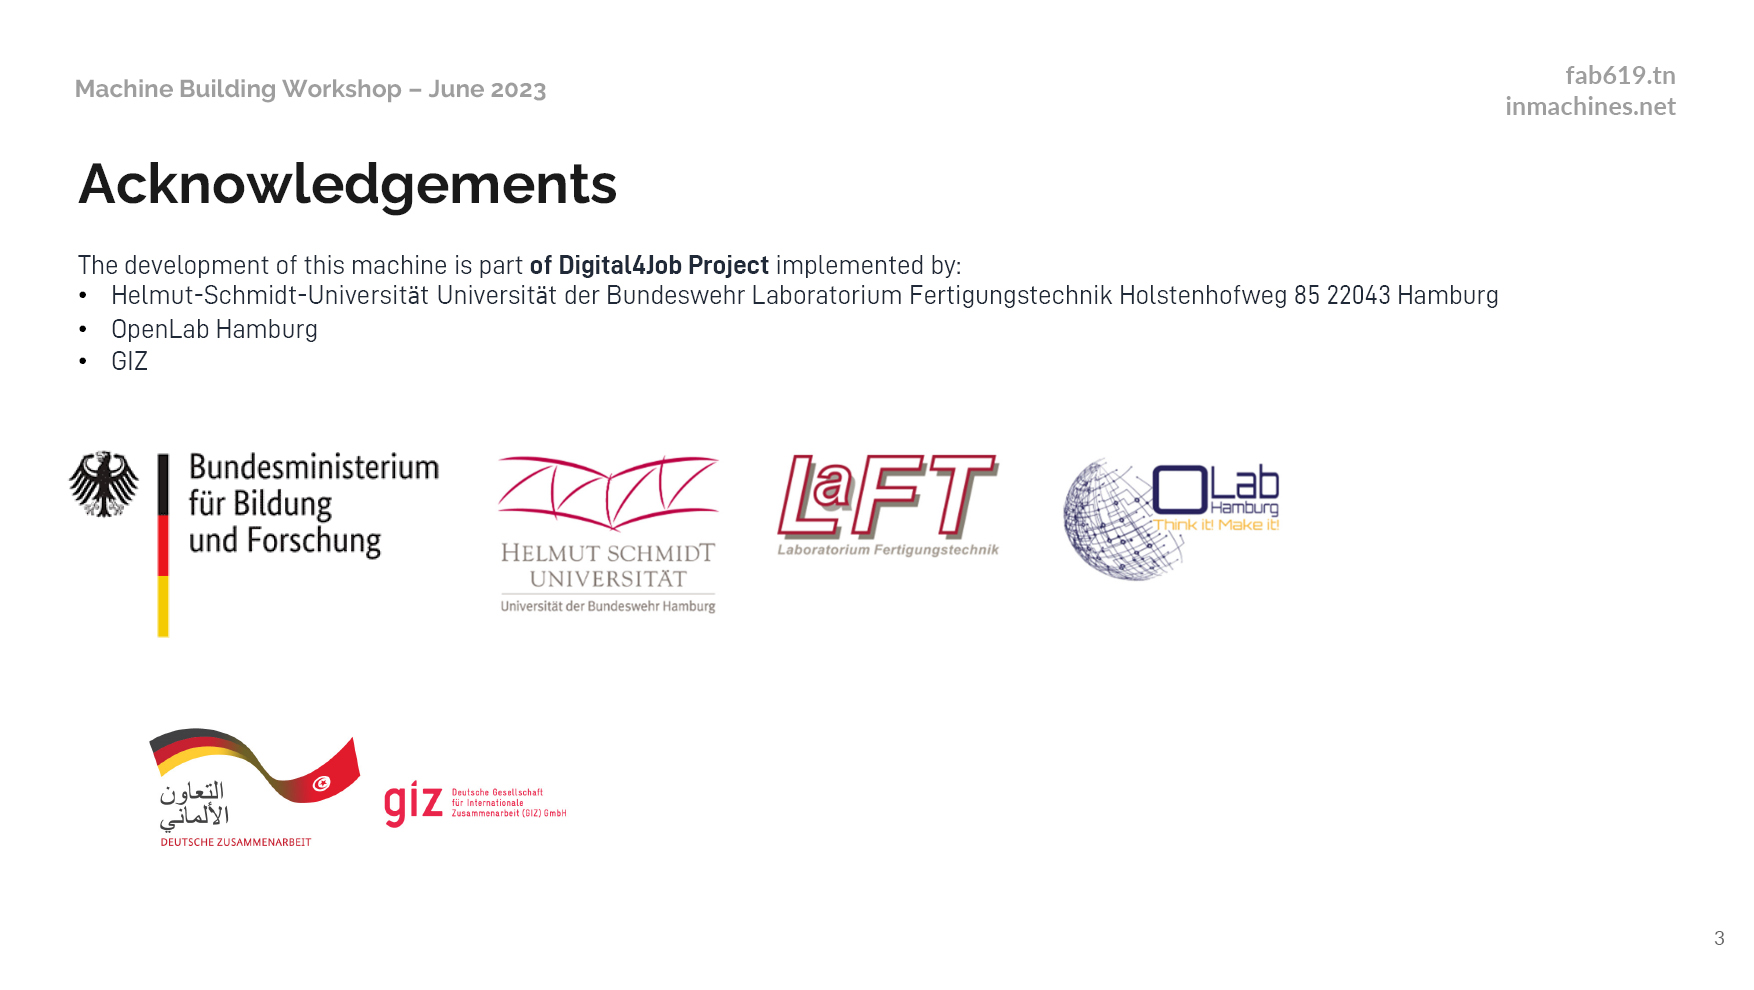 Machine Building Workshop – June 2023
fab619.tn
inmachines.net
Acknowledgements
The development of this machine is part of Digital4Job Project implemented by:
• Helmut-Schmidt-Universität Universität der Bundeswehr Laboratorium Fertigungstechnik Holstenhofweg 85 22043 Hamburg
• OpenLab Hamburg
• GIZ
Bundesministerium
für Bildung
und Forschung
HELMUT SCHMIDT
UNIVERSITÄT
Universität der Bundeswehr Hamburg
LaFT
Laboratorium Fertigungstechnik
OLab
Hamburg
Think it! Make it!
التعاون
الألماني
DEUTSCHE ZUSAMMENARBEIT
giz
Deutsche Gesellschaft
für Internationale
Zusammenarbeit (GIZ) GmbH
3